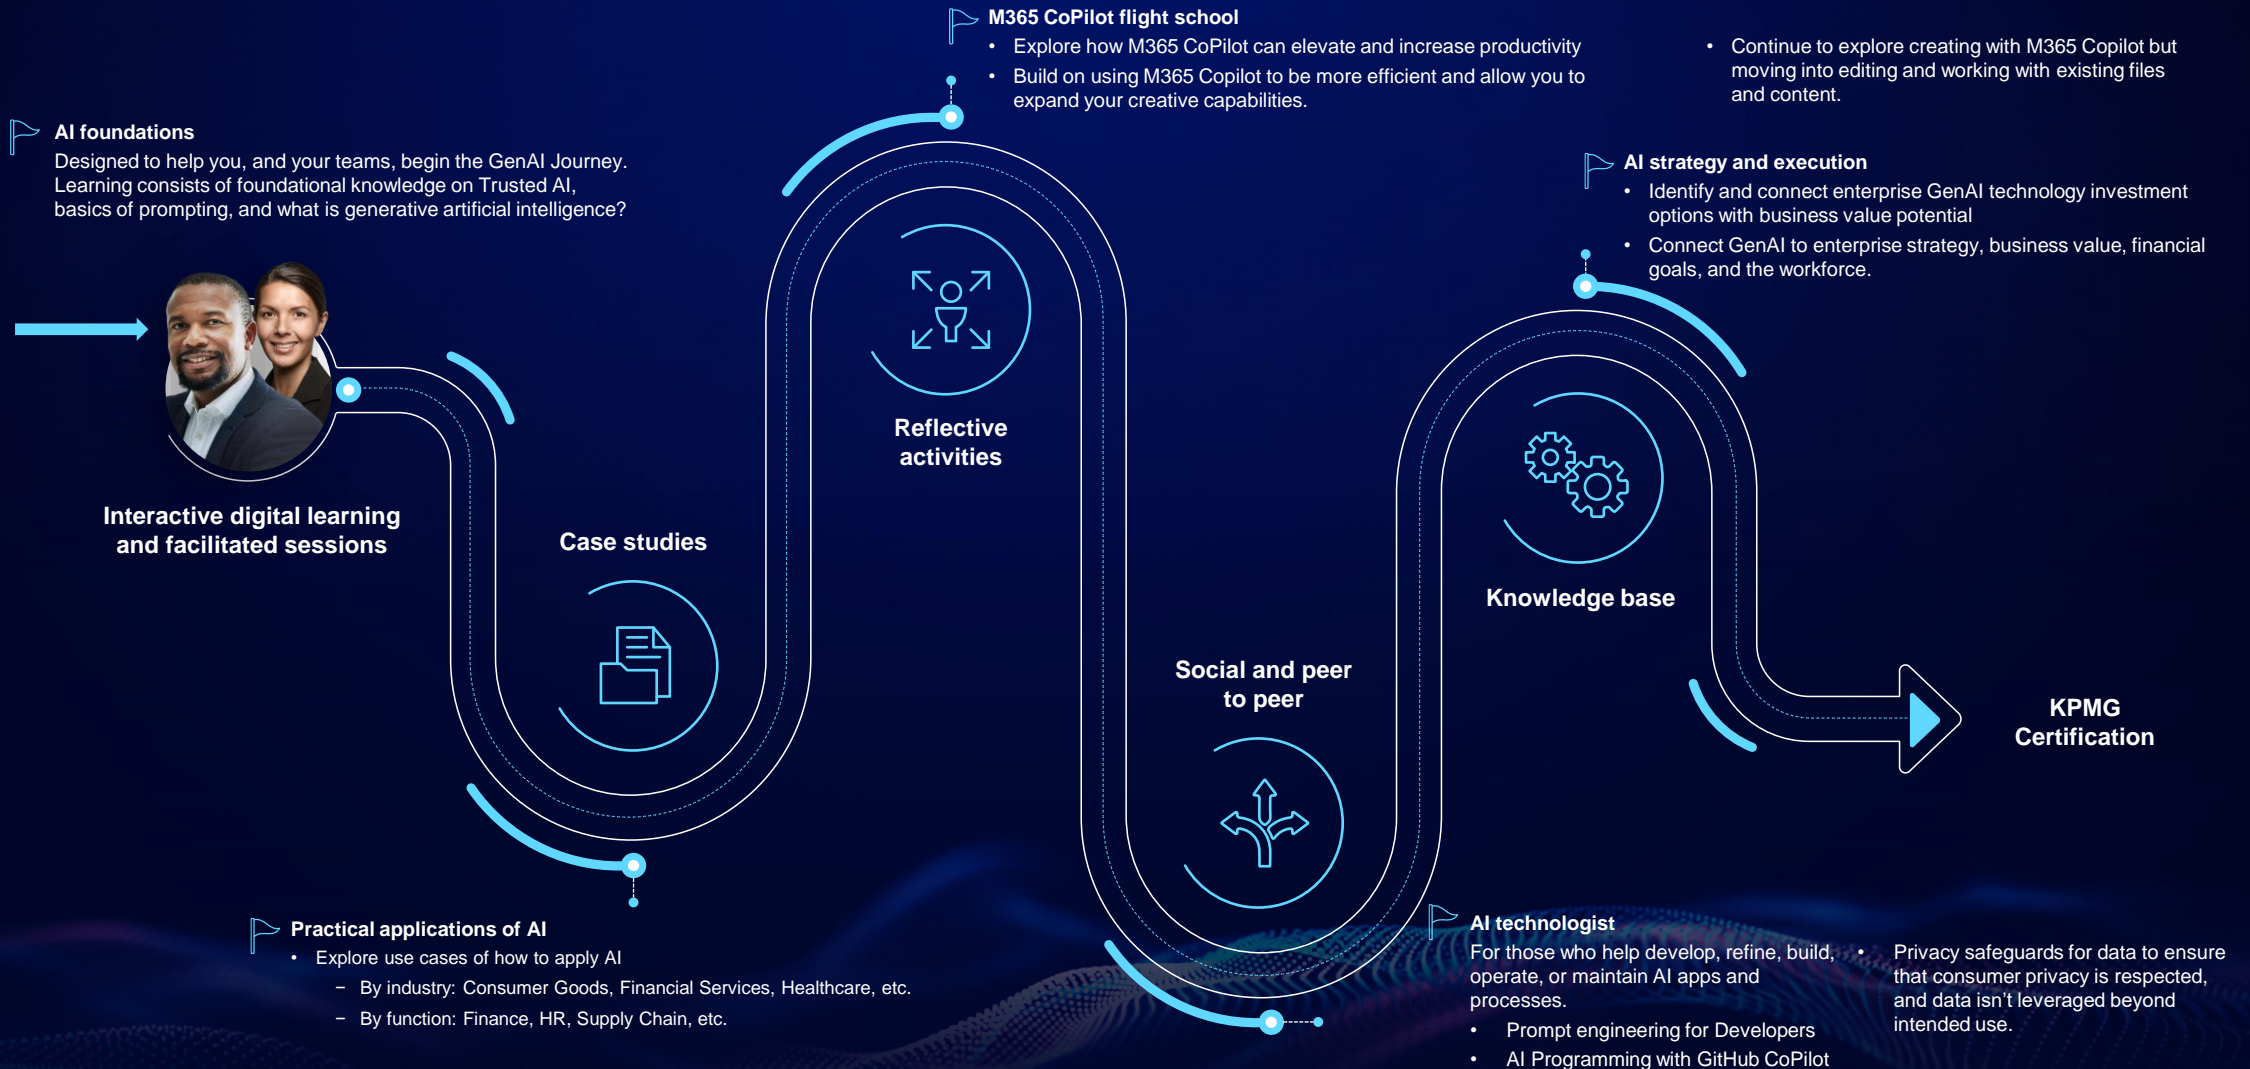 M365 CoPilot flight school
• Explore how M365 CoPilot can elevate and increase productivity
• Build on using M365 Copilot to be more efficient and allow you to
expand your creative capabilities.
• Continue to explore creating with M365 Copilot but
moving into editing and working with existing files
and content.
AI foundations
Designed to help you, and your teams, begin the GenAI Journey.
Learning consists of foundational knowledge on Trusted AI,
basics of prompting, and what is generative artificial intelligence?
AI strategy and execution
• Identify and connect enterprise GenAI technology investment
options with business value potential
• Connect GenAI to enterprise strategy, business value, financial
goals, and the workforce.
Interactive digital learning
and facilitated sessions
Case studies
Reflective
activities
Social and peer
to peer
Knowledge base
KPMG
Certification
Practical applications of AI
• Explore use cases of how to apply AI
− By industry: Consumer Goods, Financial Services, Healthcare, etc.
− By function: Finance, HR, Supply Chain, etc.
AI technologist
For those who help develop, refine, build,
operate, or maintain AI apps and
processes.
• Prompt engineering for Developers
• AI Programming with GitHub CoPilot
• Privacy safeguards for data to ensure
that consumer privacy is respected,
and data isn't leveraged beyond
intended use.